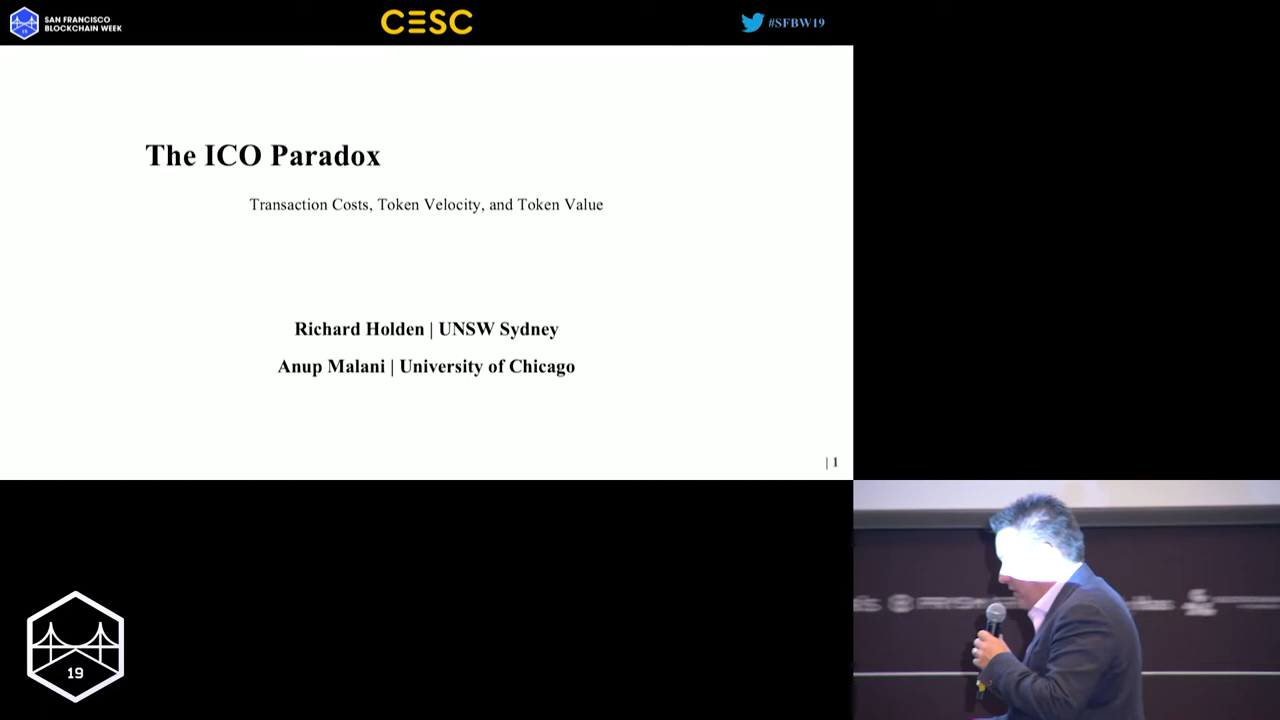 SAN FRANCISCO
BLOCKCHAIN WEEK
19
CESC
#SFBW19
The ICO Paradox
Transaction Costs, Token Velocity, and Token Value
Richard Holden | UNSW Sydney
Anup Malani | University of Chicago
| 1
19